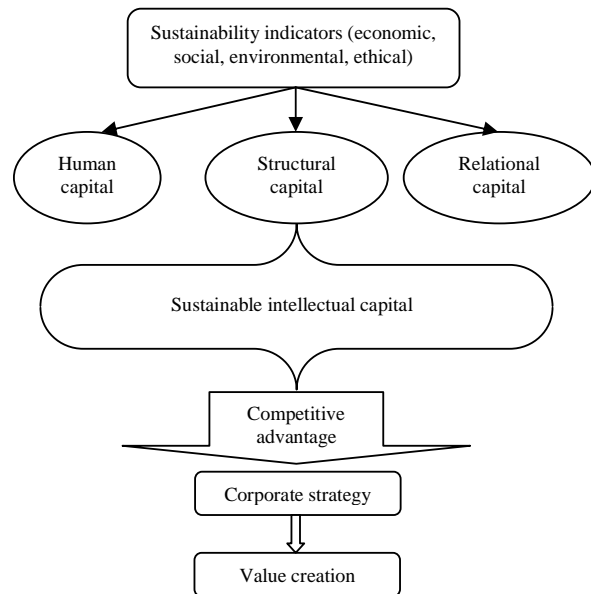 Sustainability indicators (economic,
social, environmental, ethical)
Human
capital
Structural
capital
Relational
capital
Sustainable intellectual capital
Competitive
advantage
Corporate strategy
Value creation